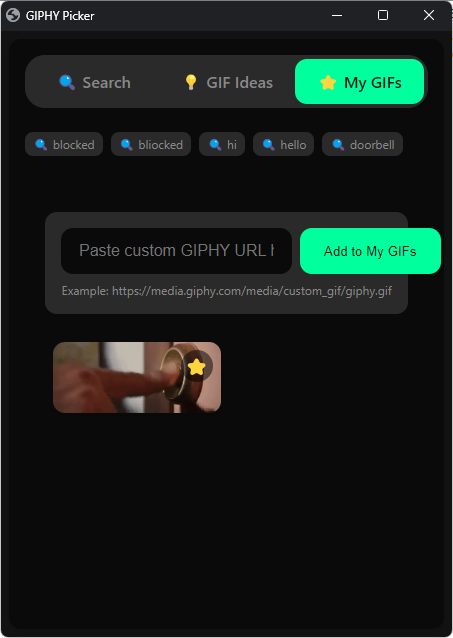 GIPHY Picker
Search GIF Ideas My GIFs
blocked bliocked hi hello doorbell
Paste custom GIPHY URL Add to My GIFs
Example: https://media.giphy.com/media/custom_gif/giphy.gif